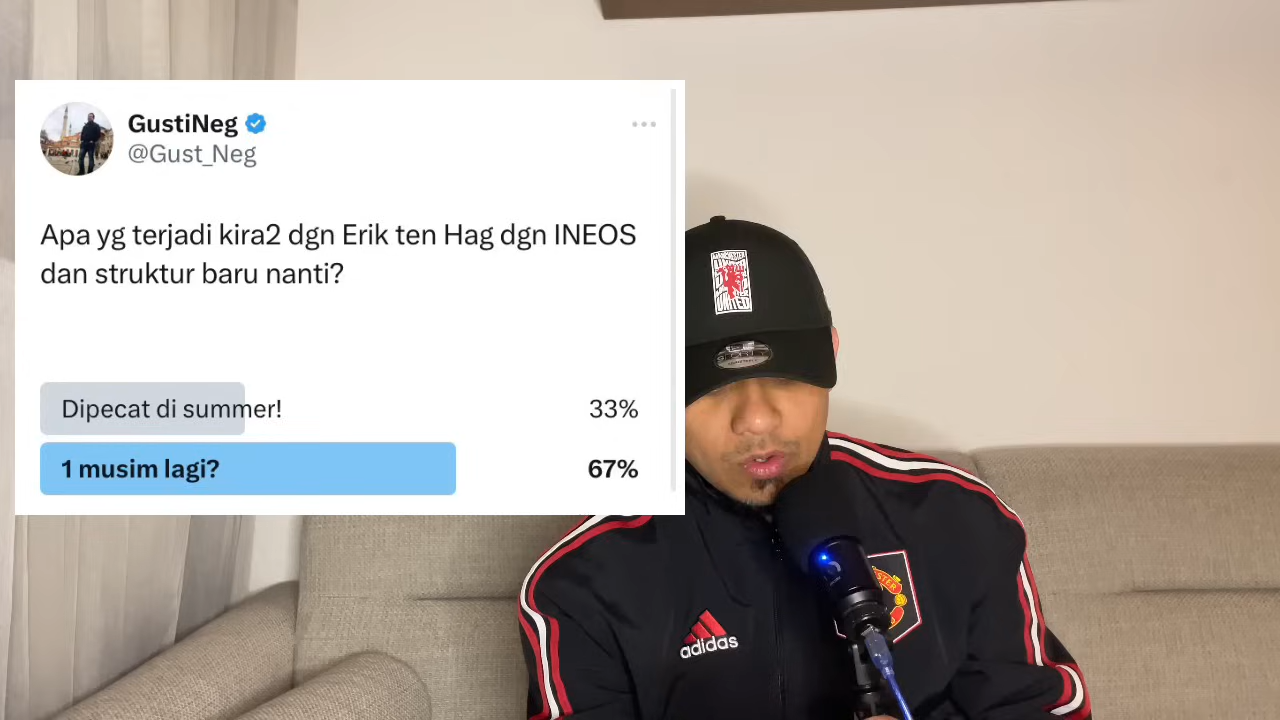 GustiNeg
@Gust_Neg
Apa yg terjadi kira2 dgn Erik ten Hag dgn INEOS
dan struktur baru nanti?
Dipecat di summer! 33%
1 musim lagi? 67%
UNITED
adidas